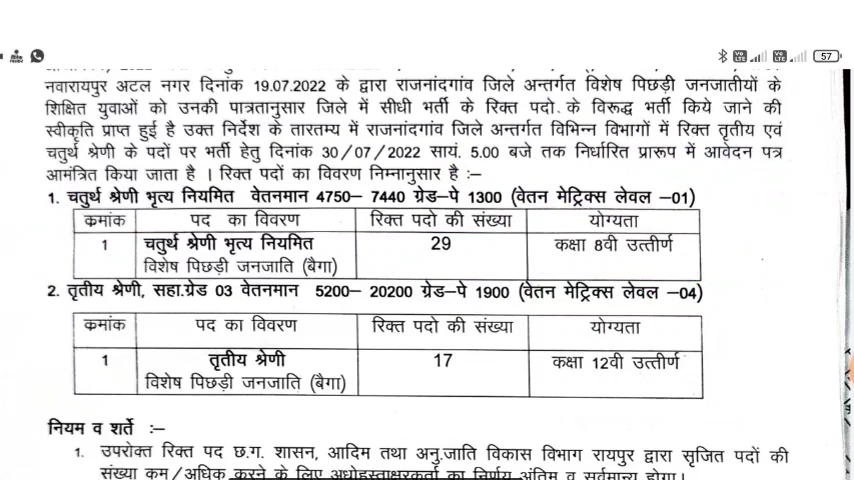 57
नवारायपुर अटल नगर दिनांक 19.07.2022 के द्वारा राजनांदगांव जिले अन्तर्गत विशेष पिछड़ी जनजातीयों के
शिक्षित युवाओं को उनकी पात्रतानुसार जिले में सीधी भर्ती के रिक्त पदो के विरूद्ध भर्ती किये जाने की
स्वीकृति प्राप्त हुई है उक्त निर्देश के तारतम्य में राजनांदगांव जिले अन्तर्गत विभिन्न विभागों में रिक्त तृतीय एवं
चतुर्थ श्रेणी के पदों पर भर्ती हेतु दिनांक 30/07/2022 सायं. 5.00 बजे तक निर्धारित प्रारूप में आवेदन पत्र
आमंत्रित किया जाता है । रिक्त पदों का विवरण निम्नानुसार है :–
1. चतुर्थ श्रेणी भृत्य नियमित वेतनमान 4750– 7440 ग्रेड–पे 1300 (वेतन मेट्रिक्स लेवल –01)
क्रमांक पद का विवरण रिक्त पदो की संख्या योग्यता
1 चतुर्थ श्रेणी भृत्य नियमित 29 कक्षा 8वी उत्तीर्ण
विशेष पिछड़ी जनजाति (बैगा)
2. तृतीय श्रेणी, सहा.ग्रेड 03 वेतनमान 5200– 20200 ग्रेड–पे 1900 (वेतन मेट्रिक्स लेवल –04)
क्रमांक पद का विवरण रिक्त पदो की संख्या योग्यता
1 तृतीय श्रेणी 17 कक्षा 12वी उत्तीर्ण
विशेष पिछड़ी जनजाति (बैगा)
नियम व शर्ते :–
1. उपरोक्त रिक्त पद छ.ग. शासन, आदिम तथा अनु.जाति विकास विभाग रायपुर द्वारा सृजित पदों की
संख्या कम/अधिक करने के लिए अधोहस्ताक्षरकर्ता का निर्णय अंतिम व सर्वमान्य होगा।